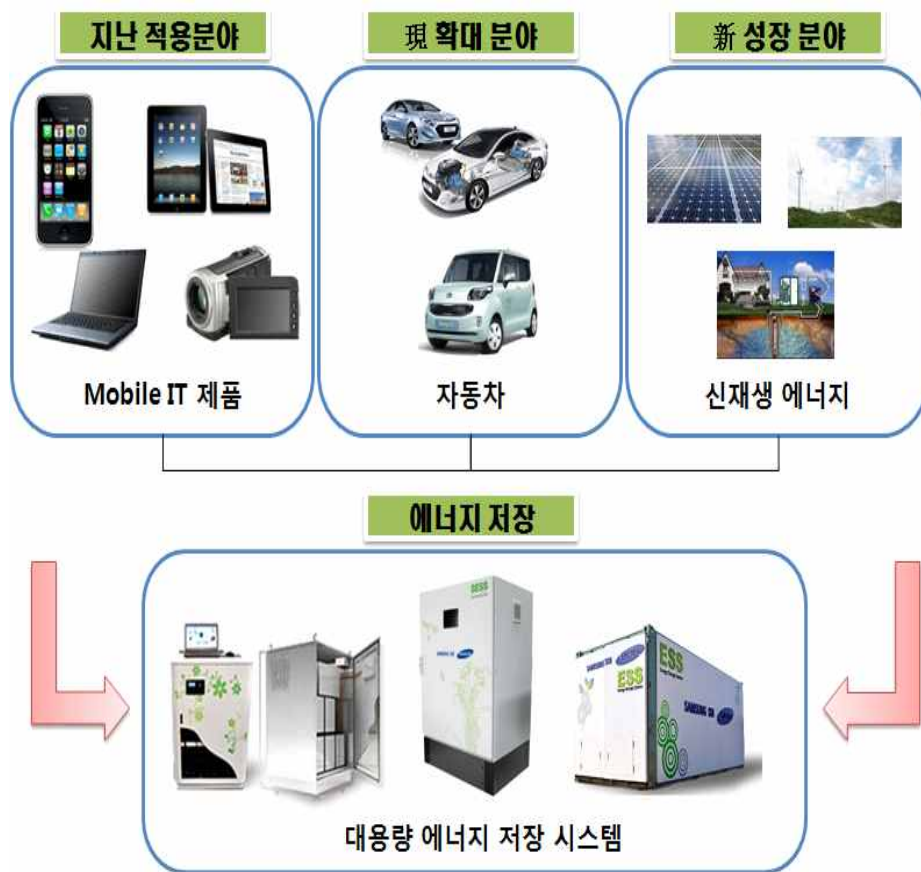 지난 적용분야
現 확대 분야
新 성장 분야
Mobile IT 제품
자동차
신재생 에너지
에너지 저장
SAMSUNG SDI
ESS
SAMSUNG SDI
ESS
대용량 에너지 저장 시스템